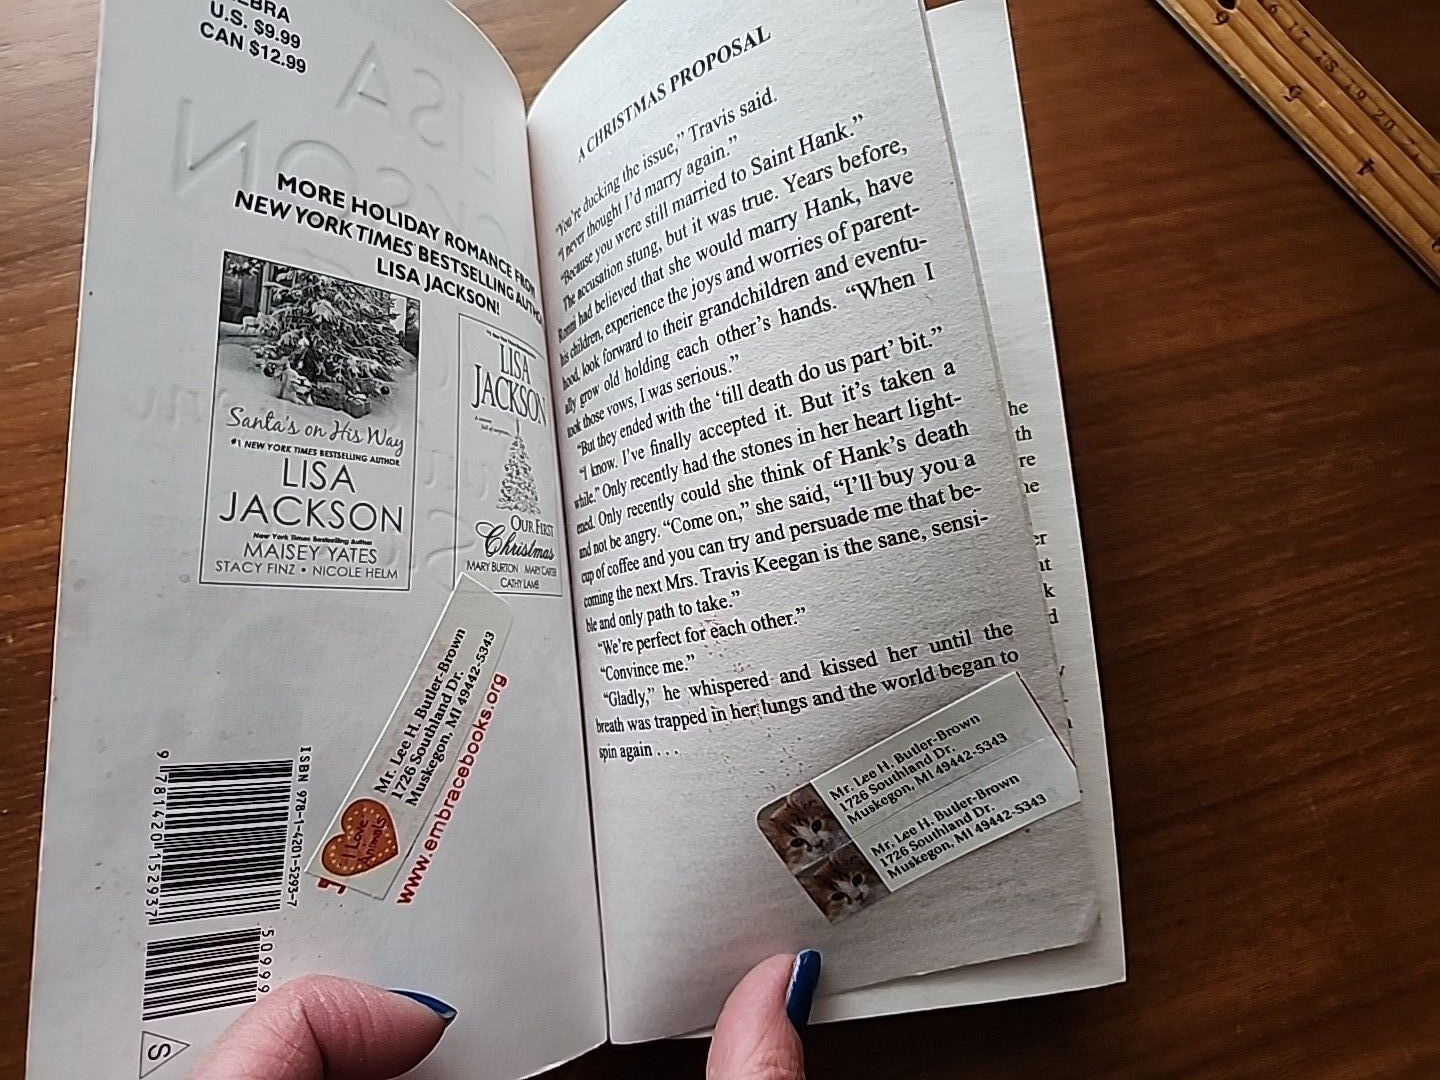 EBRA
U.S. $9.99
CAN $12.99
MORE HOLIDAY ROMANCE FROM
NEW YORK TIMES BESTSELLING AUTHO
LISA JACKSON!
Santa's on His Way
#1 NEW YORK TIMES BESTSELLING AUTHOR
LISA
JACKSON
New York Times Bestselling Author
MAISEY YATES
STACY FINZ • NICOLE HELM
LISA
JACKSON
OUR FIRST
Christmas
MARY BURTON MARY CARTER
CATHY LAMB
Mr. Lee H. Butler-Brown
1726 Southland Dr.
Muskegon, MI 49442-5343
I Love
Animals
www.embracebooks.org
ISBN 978-1-4201-5293-7
9 781420 152937
50999
S
A CHRISTMAS PROPOSAL
"You're ducking the issue," Travis said.
"I never thought I'd marry again."
"Because you were still married to Saint Hank."
The accusation stung, but it was true. Years before,
Ronni had believed that she would marry Hank, have
his children, experience the joys and worries of parent-
hood, look forward to their grandchildren and eventu-
ally grow old holding each other's hands. "When I
took those vows, I was serious."
"But they ended with the 'till death do us part' bit."
"I know. I've finally accepted it. But it's taken a
while." Only recently had the stones in her heart light-
ened. Only recently could she think of Hank's death
and not be angry. "Come on," she said, "I'll buy you a
cup of coffee and you can try and persuade me that be-
coming the next Mrs. Travis Keegan is the sane, sensi-
ble and only path to take."
"We're perfect for each other."
"Convince me."
"Gladly," he whispered and kissed her until the
breath was trapped in her lungs and the world began to
spin again . . .
Mr. Lee H. Butler-Brown
1726 Southland Dr.
Muskegon, MI 49442-5343
Mr. Lee H. Butler-Brown
1726 Southland Dr.
Muskegon, MI 49442-5343